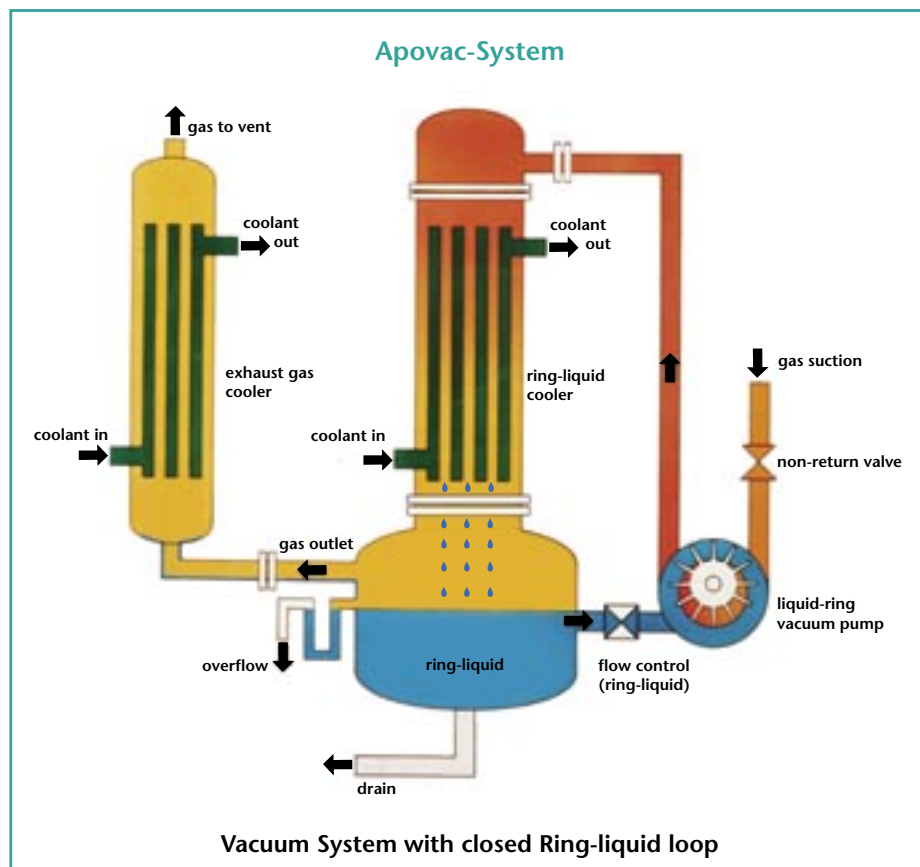 Apovac-System
gas to vent
coolant
out
coolant
out
gas suction
exhaust gas
cooler
ring-liquid
cooler
coolant in
coolant in
non-return valve
gas outlet
liquid-ring
vacuum pump
overflow
ring-liquid
flow control
(ring-liquid)
drain
Vacuum System with closed Ring-liquid loop